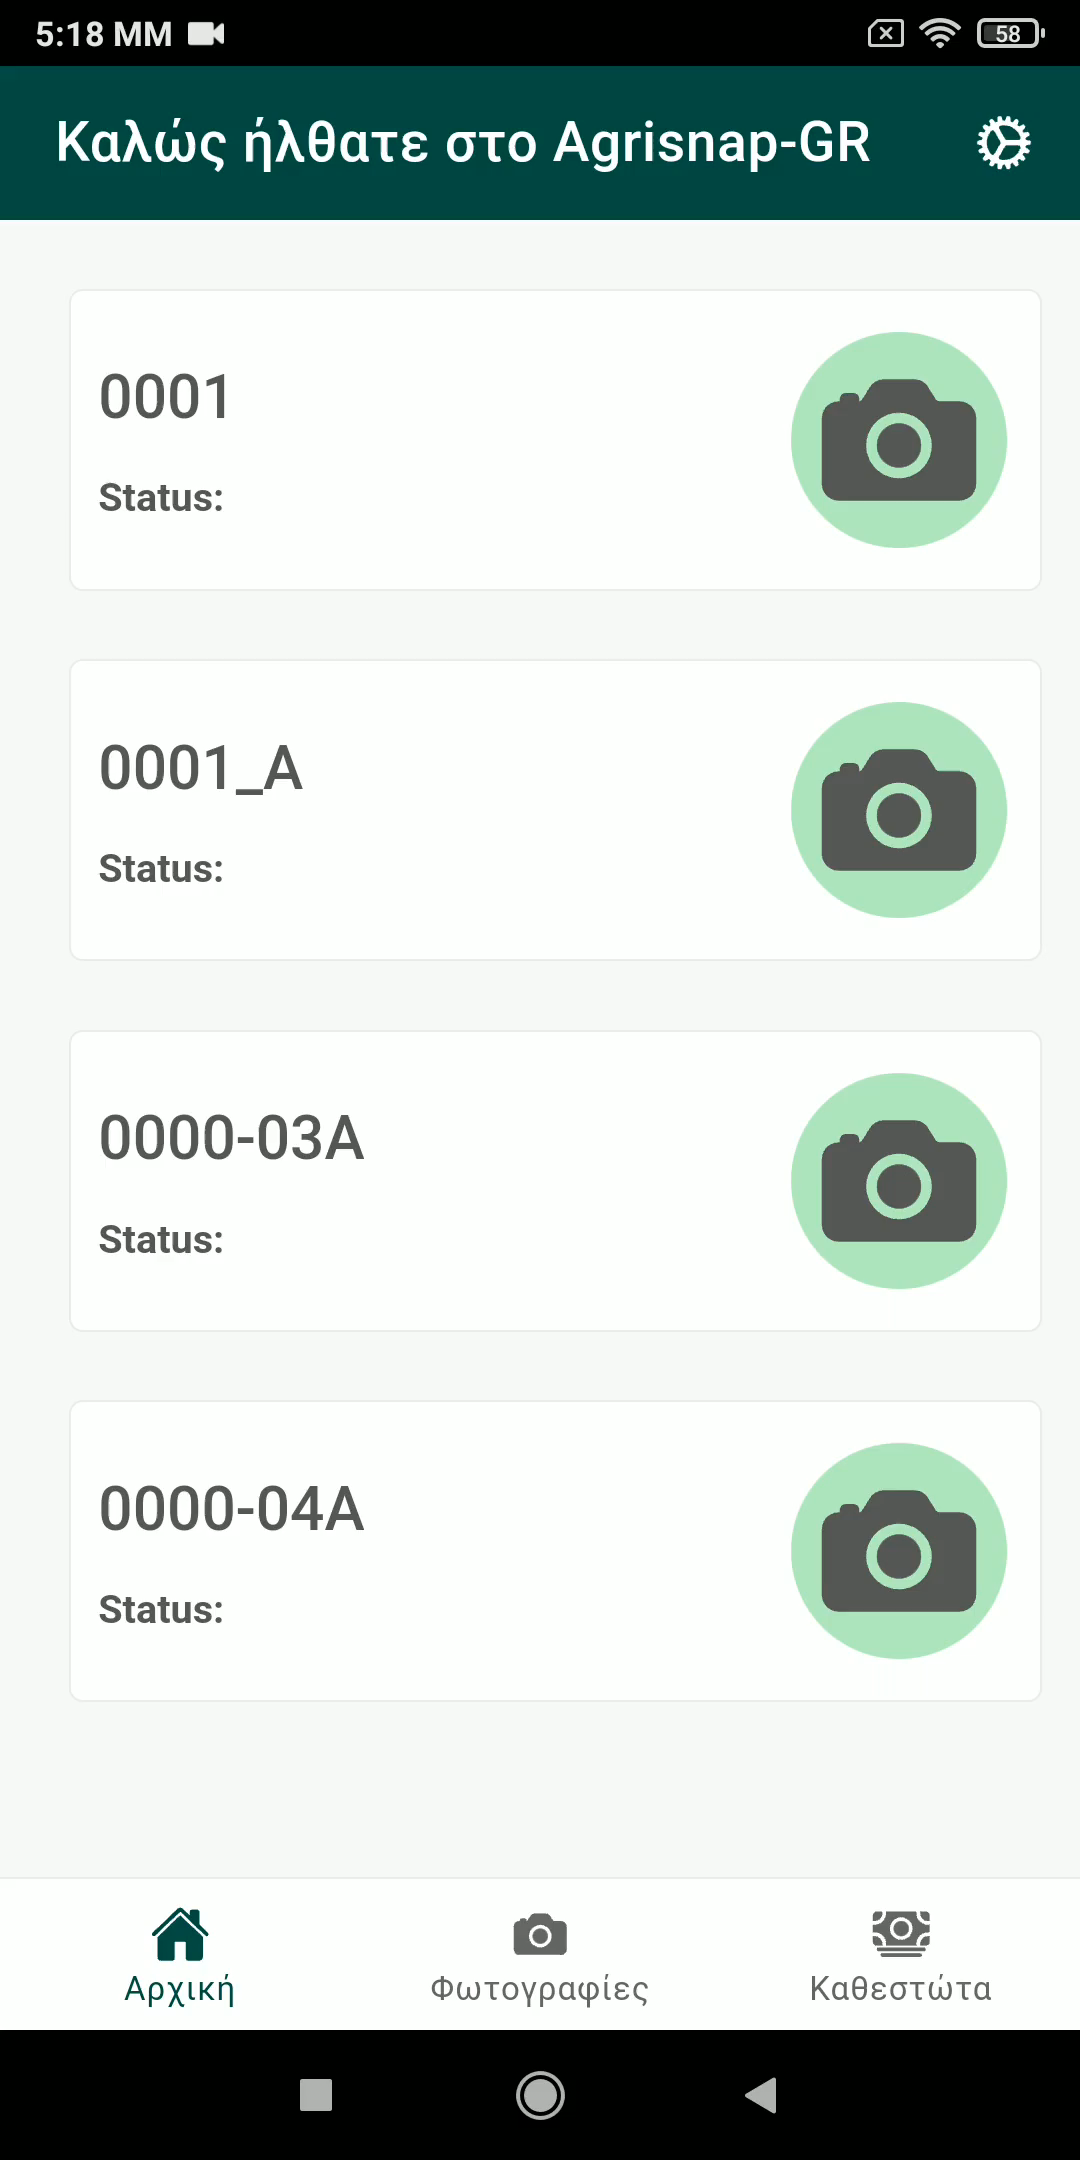 5:18 MM
58
Καλώς ήλθατε στο Agrisnap-GR
0001
Status:
0001_A
Status:
0000-03A
Status:
0000-04A
Status:
Αρχική
Φωτογραφίες
Καθεστώτα